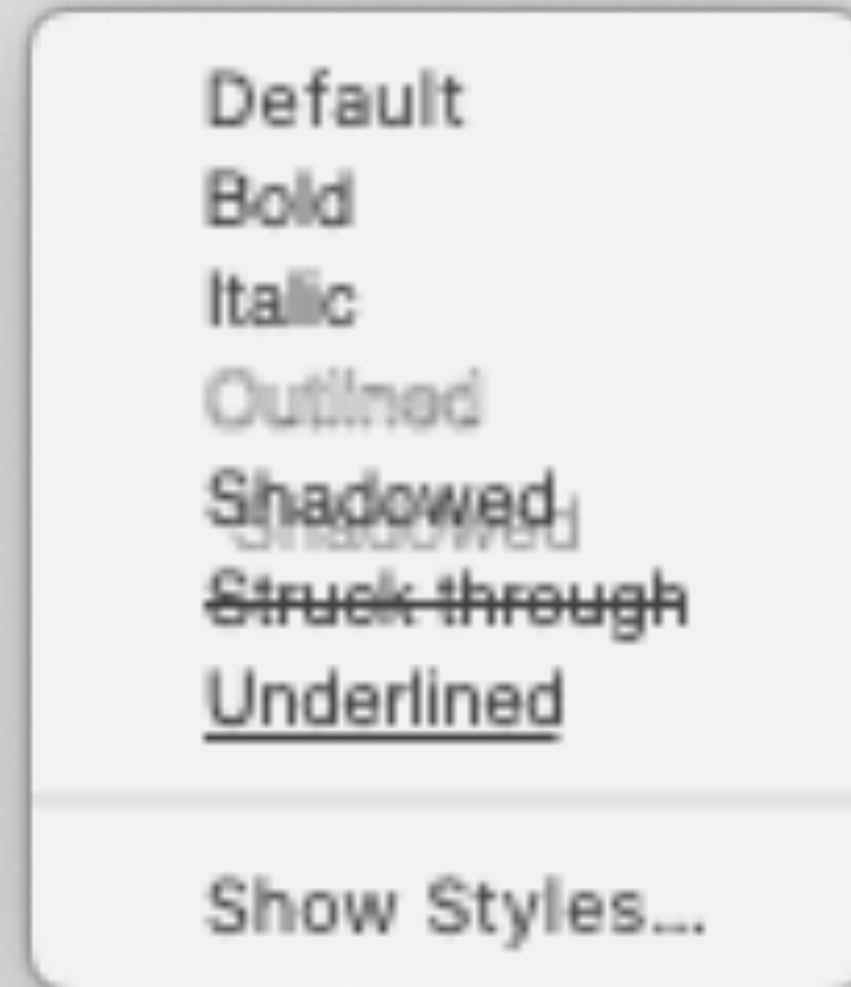 Default
Bold
Italic
Outlined
Shadowed
Struck through
Underlined
Show Styles...